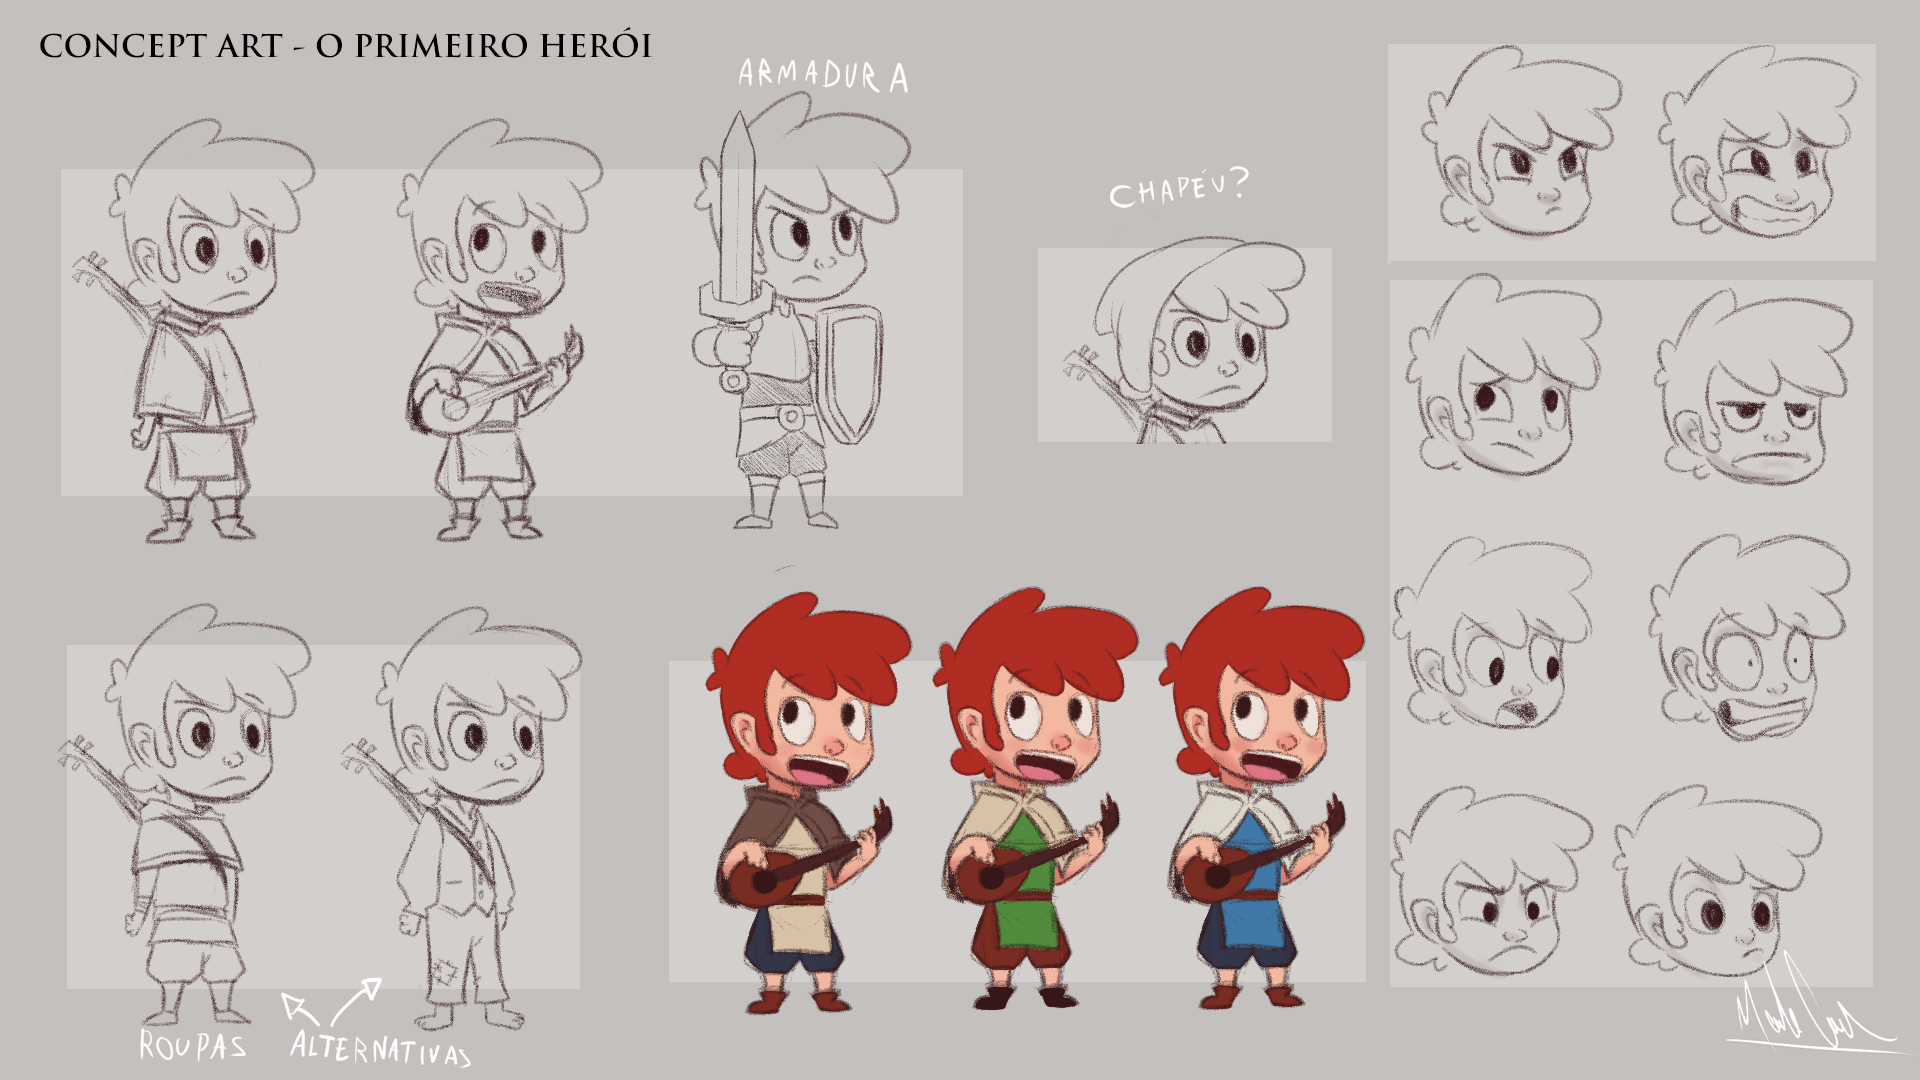 CONCEPT ART - O PRIMEIRO HERÓI
ARMADURA
CHAPÉU?
ROUPAS ALTERNATIVAS